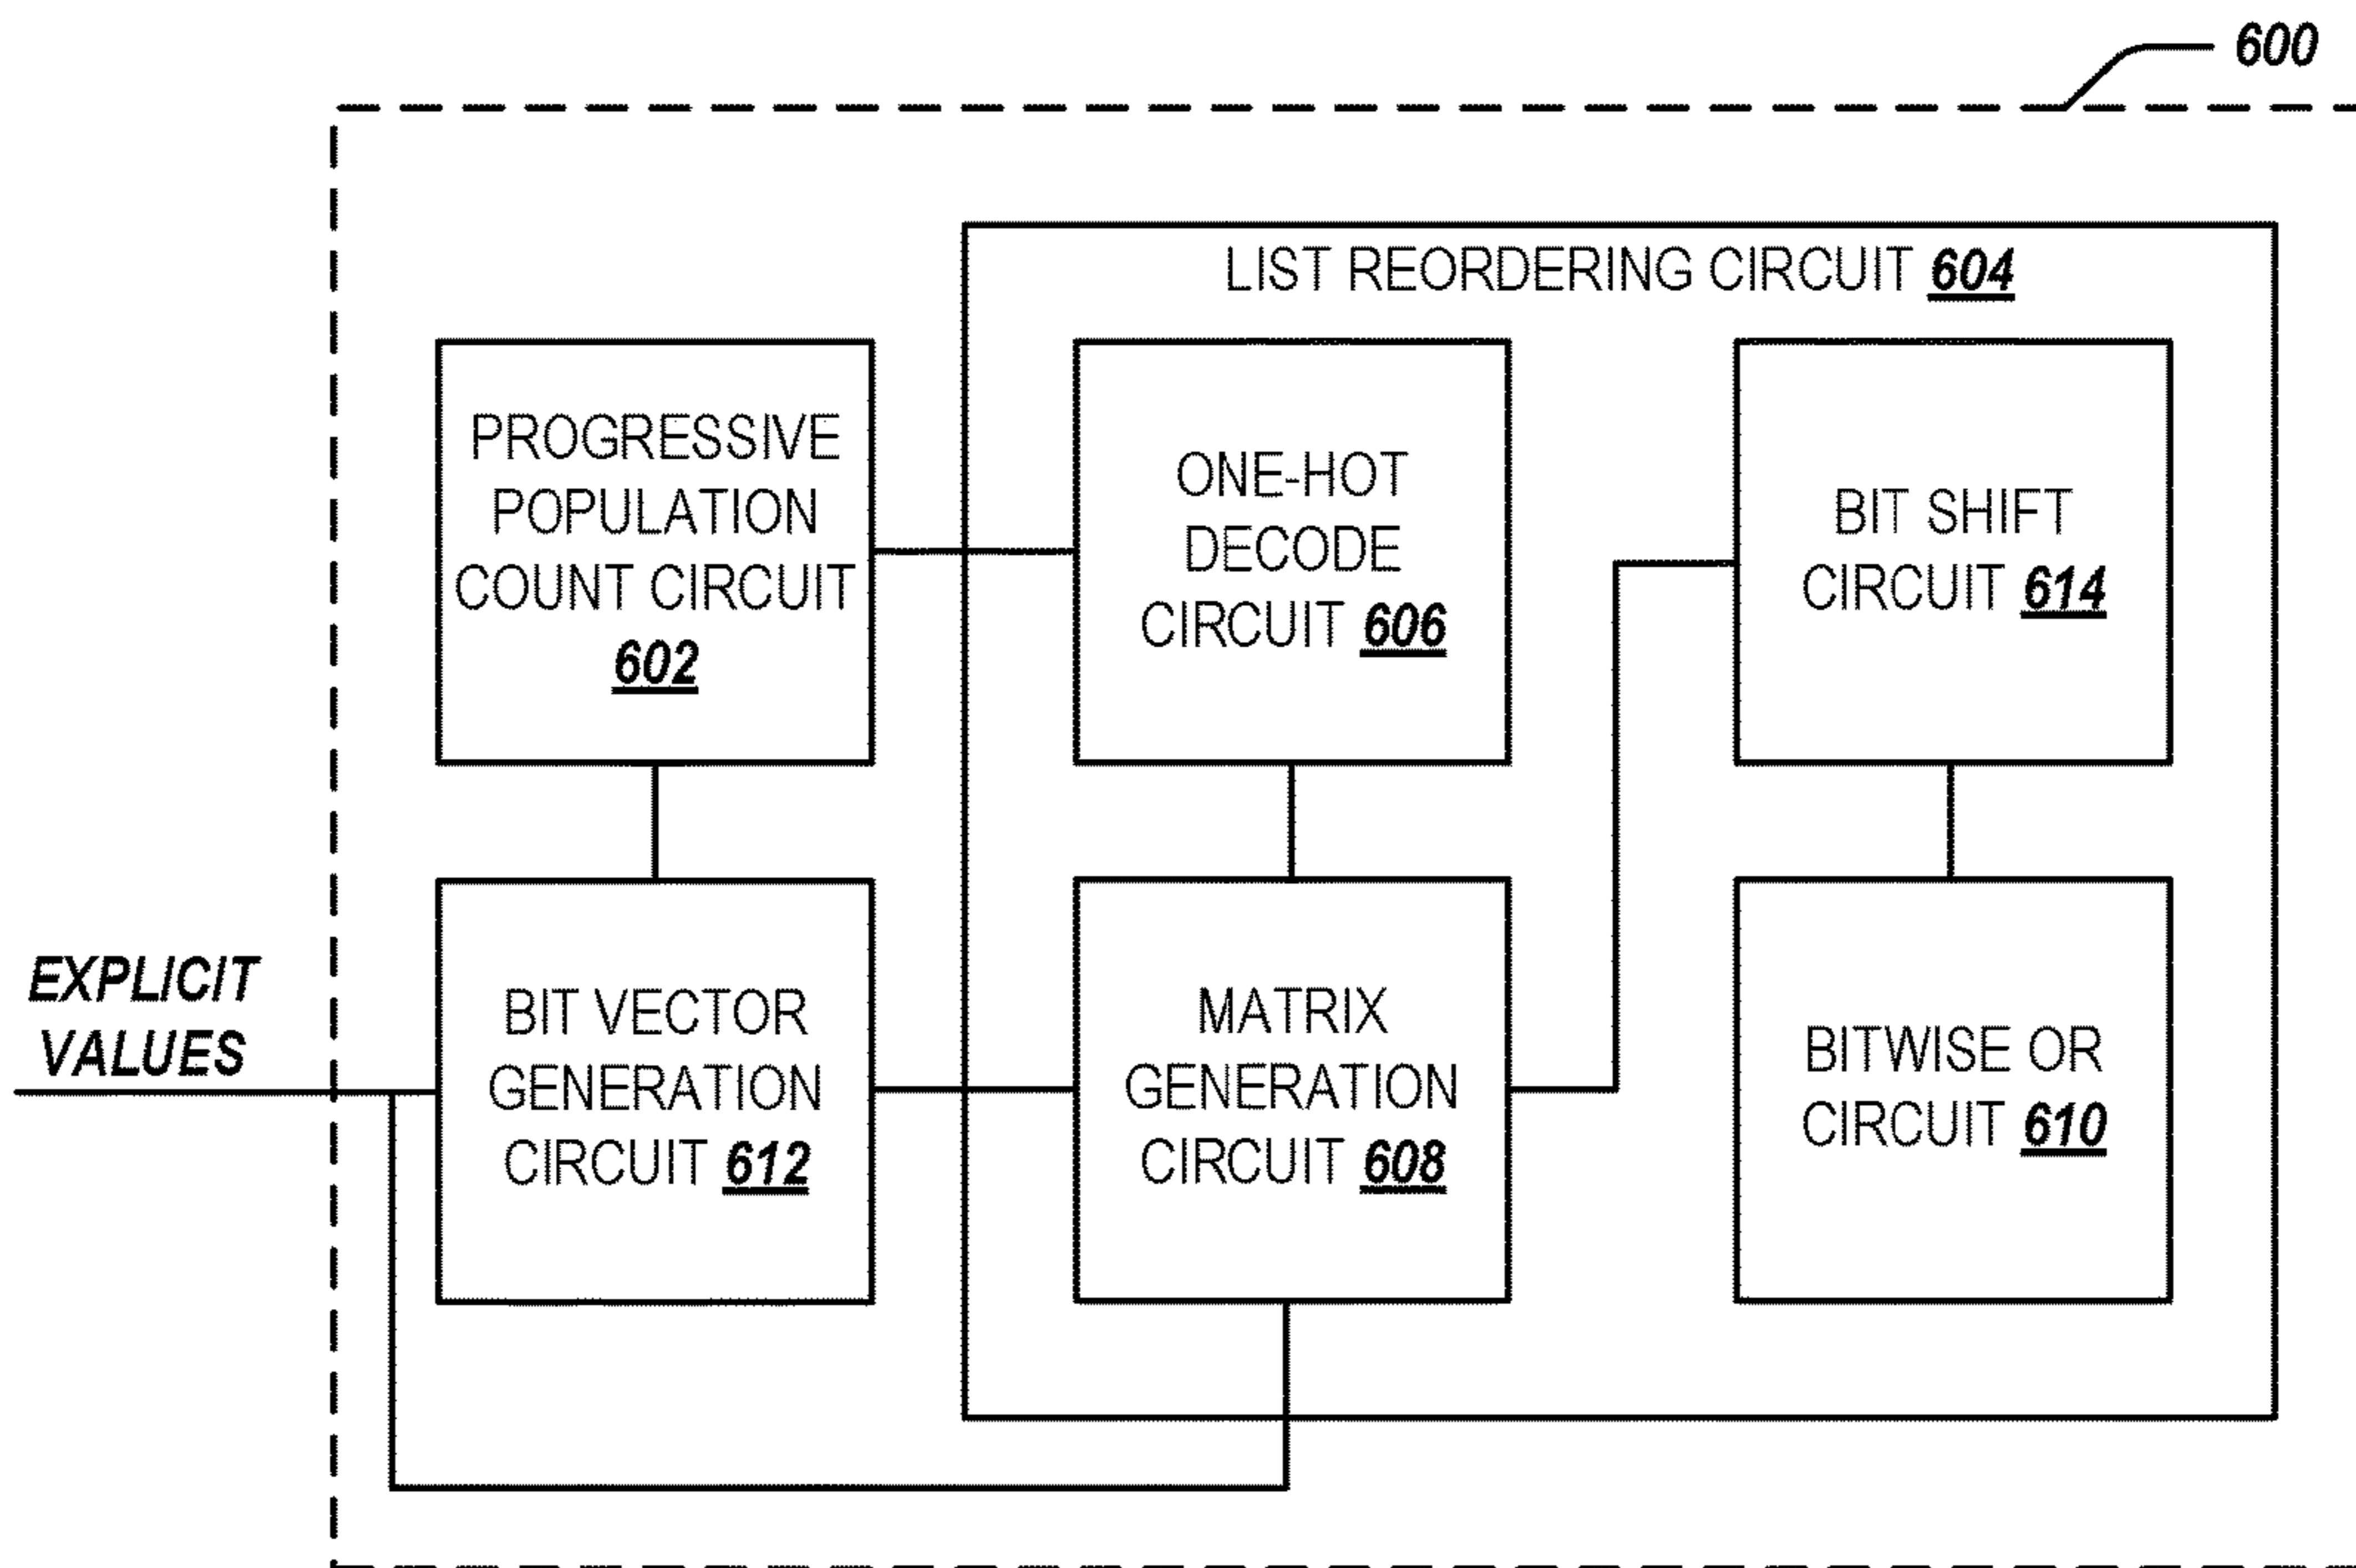 600
LIST REORDERING CIRCUIT 604
PROGRESSIVE
POPULATION
COUNT CIRCUIT
602
ONE-HOT
DECODE
CIRCUIT 606
BIT SHIFT
CIRCUIT 614
EXPLICIT
VALUES
BIT VECTOR
GENERATION
CIRCUIT 612
MATRIX
GENERATION
CIRCUIT 608
BITWISE OR
CIRCUIT 610